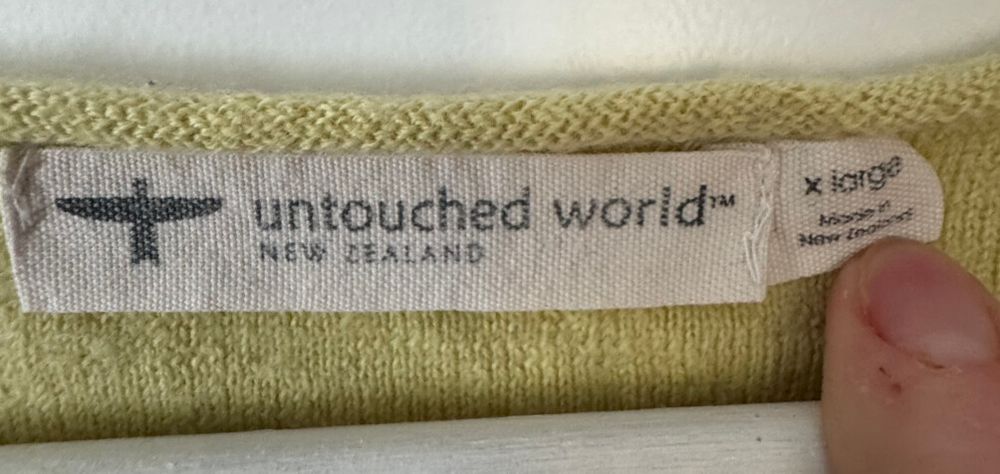 untouched world™
NEW ZEALAND
x large
Made in
New Zealand